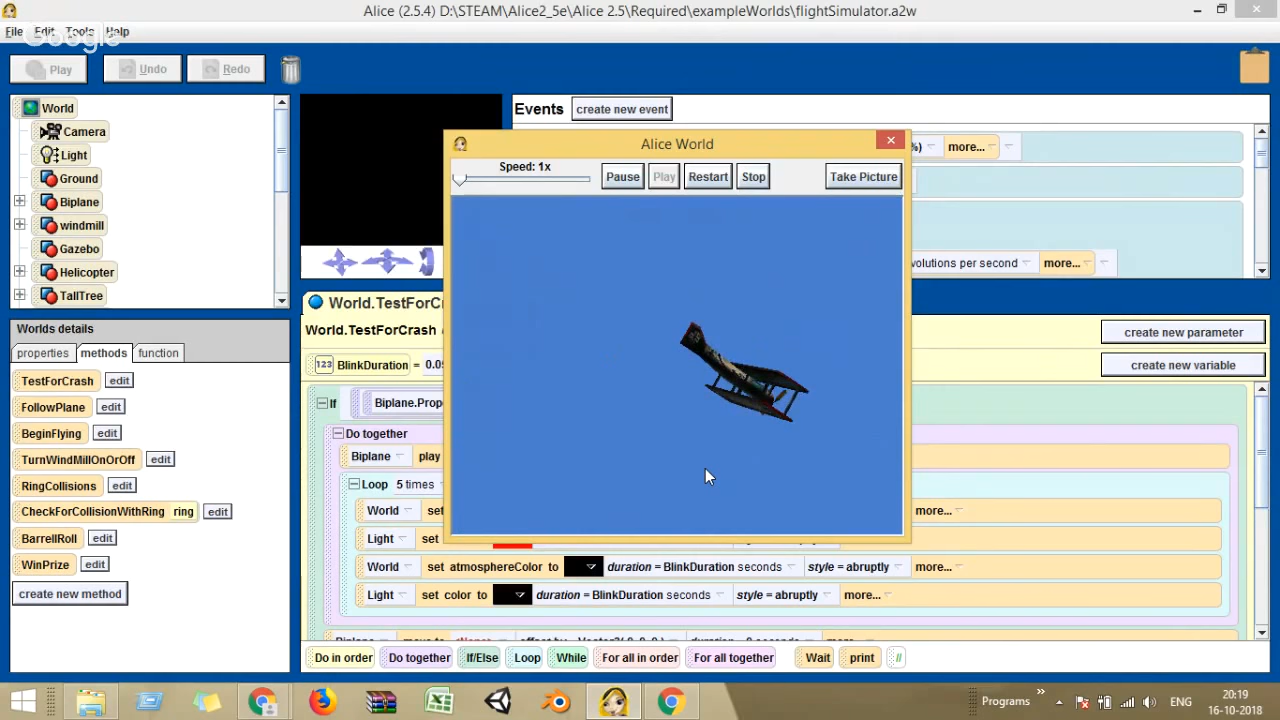 Alice (2.5.4) D:\STEAM\Alice2_5e\Alice 2.5\Required\exampleWorlds\flightSimulator.a2w
File Edit Tools Help
Google
Play Undo Redo
World
Camera
Light
Ground
Biplane
windmill
Gazebo
Helicopter
TallTree
Events create new event
%) more...
volutions per second more...
Alice World
Speed: 1x
Pause Play Restart Stop Take Picture
Worlds details
properties methods function
TestForCrash edit
FollowPlane edit
BeginFlying edit
TurnWindMillOnOrOff edit
RingCollisions edit
CheckForCollisionWithRing ring edit
BarrellRoll edit
WinPrize edit
create new method
World.TestForCr
World.TestForCrash
create new parameter
123 BlinkDuration = 0.0
create new variable
If Biplane.Prop
Do together
Biplane play
Loop 5 times
World set more...
Light set
World set atmosphereColor to duration = BlinkDuration seconds style = abruptly more...
Light set color to duration = BlinkDuration seconds style = abruptly more...
Do in order Do together If/Else Loop While For all in order For all together Wait print //
Programs
ENG
20:19
16-10-2018